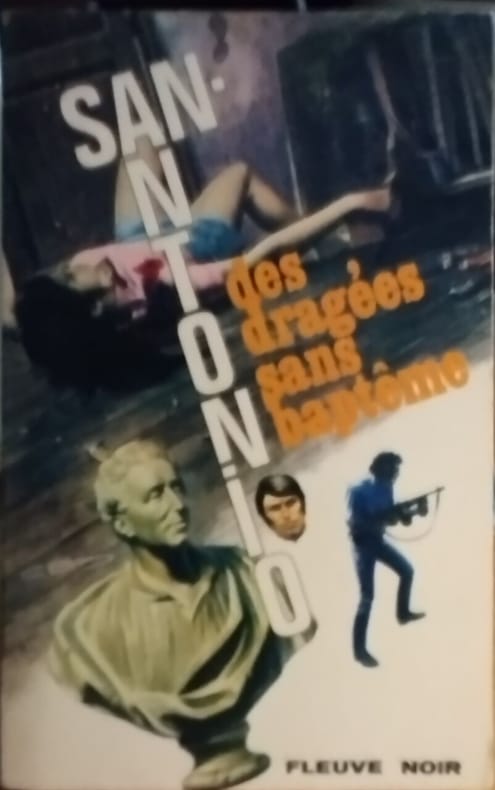 SAN-
ANTONIO
des
dragées
sans
baptême
FLEUVE NOIR